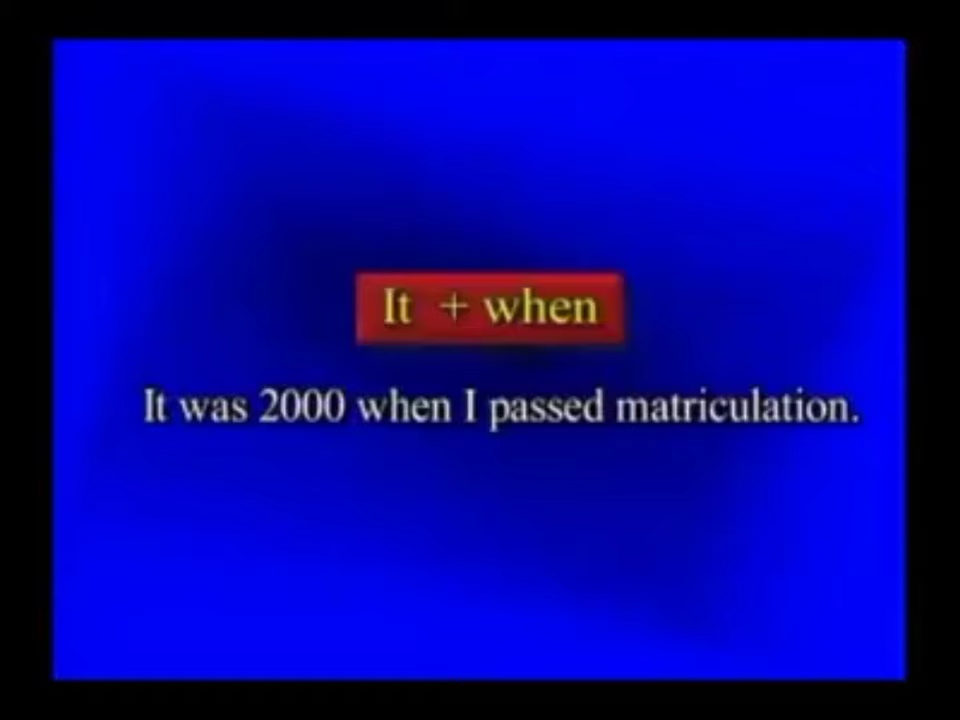 It + when
It was 2000 when I passed matriculation.